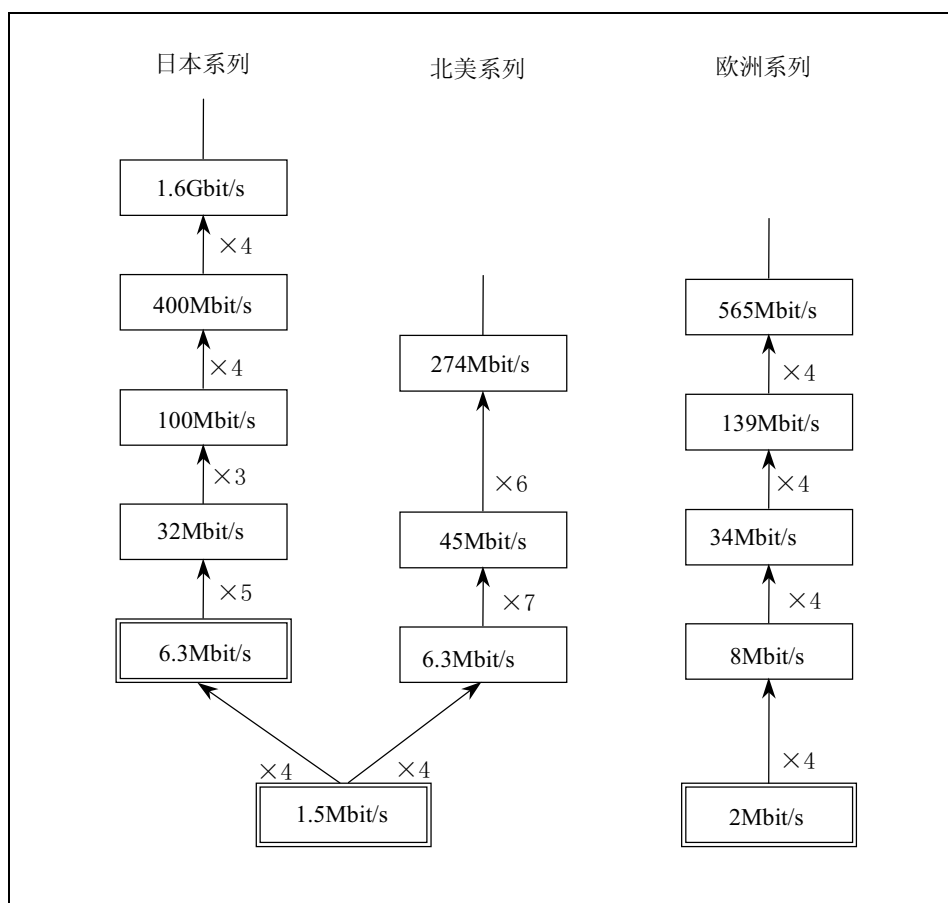 日本系列
北美系列
欧洲系列
1.6Gbit/s
×4
400Mbit/s
×4
100Mbit/s
×3
32Mbit/s
×5
6.3Mbit/s
×4
274Mbit/s
×6
45Mbit/s
×7
6.3Mbit/s
×4
1.5Mbit/s
565Mbit/s
×4
139Mbit/s
×4
34Mbit/s
×4
8Mbit/s
×4
2Mbit/s